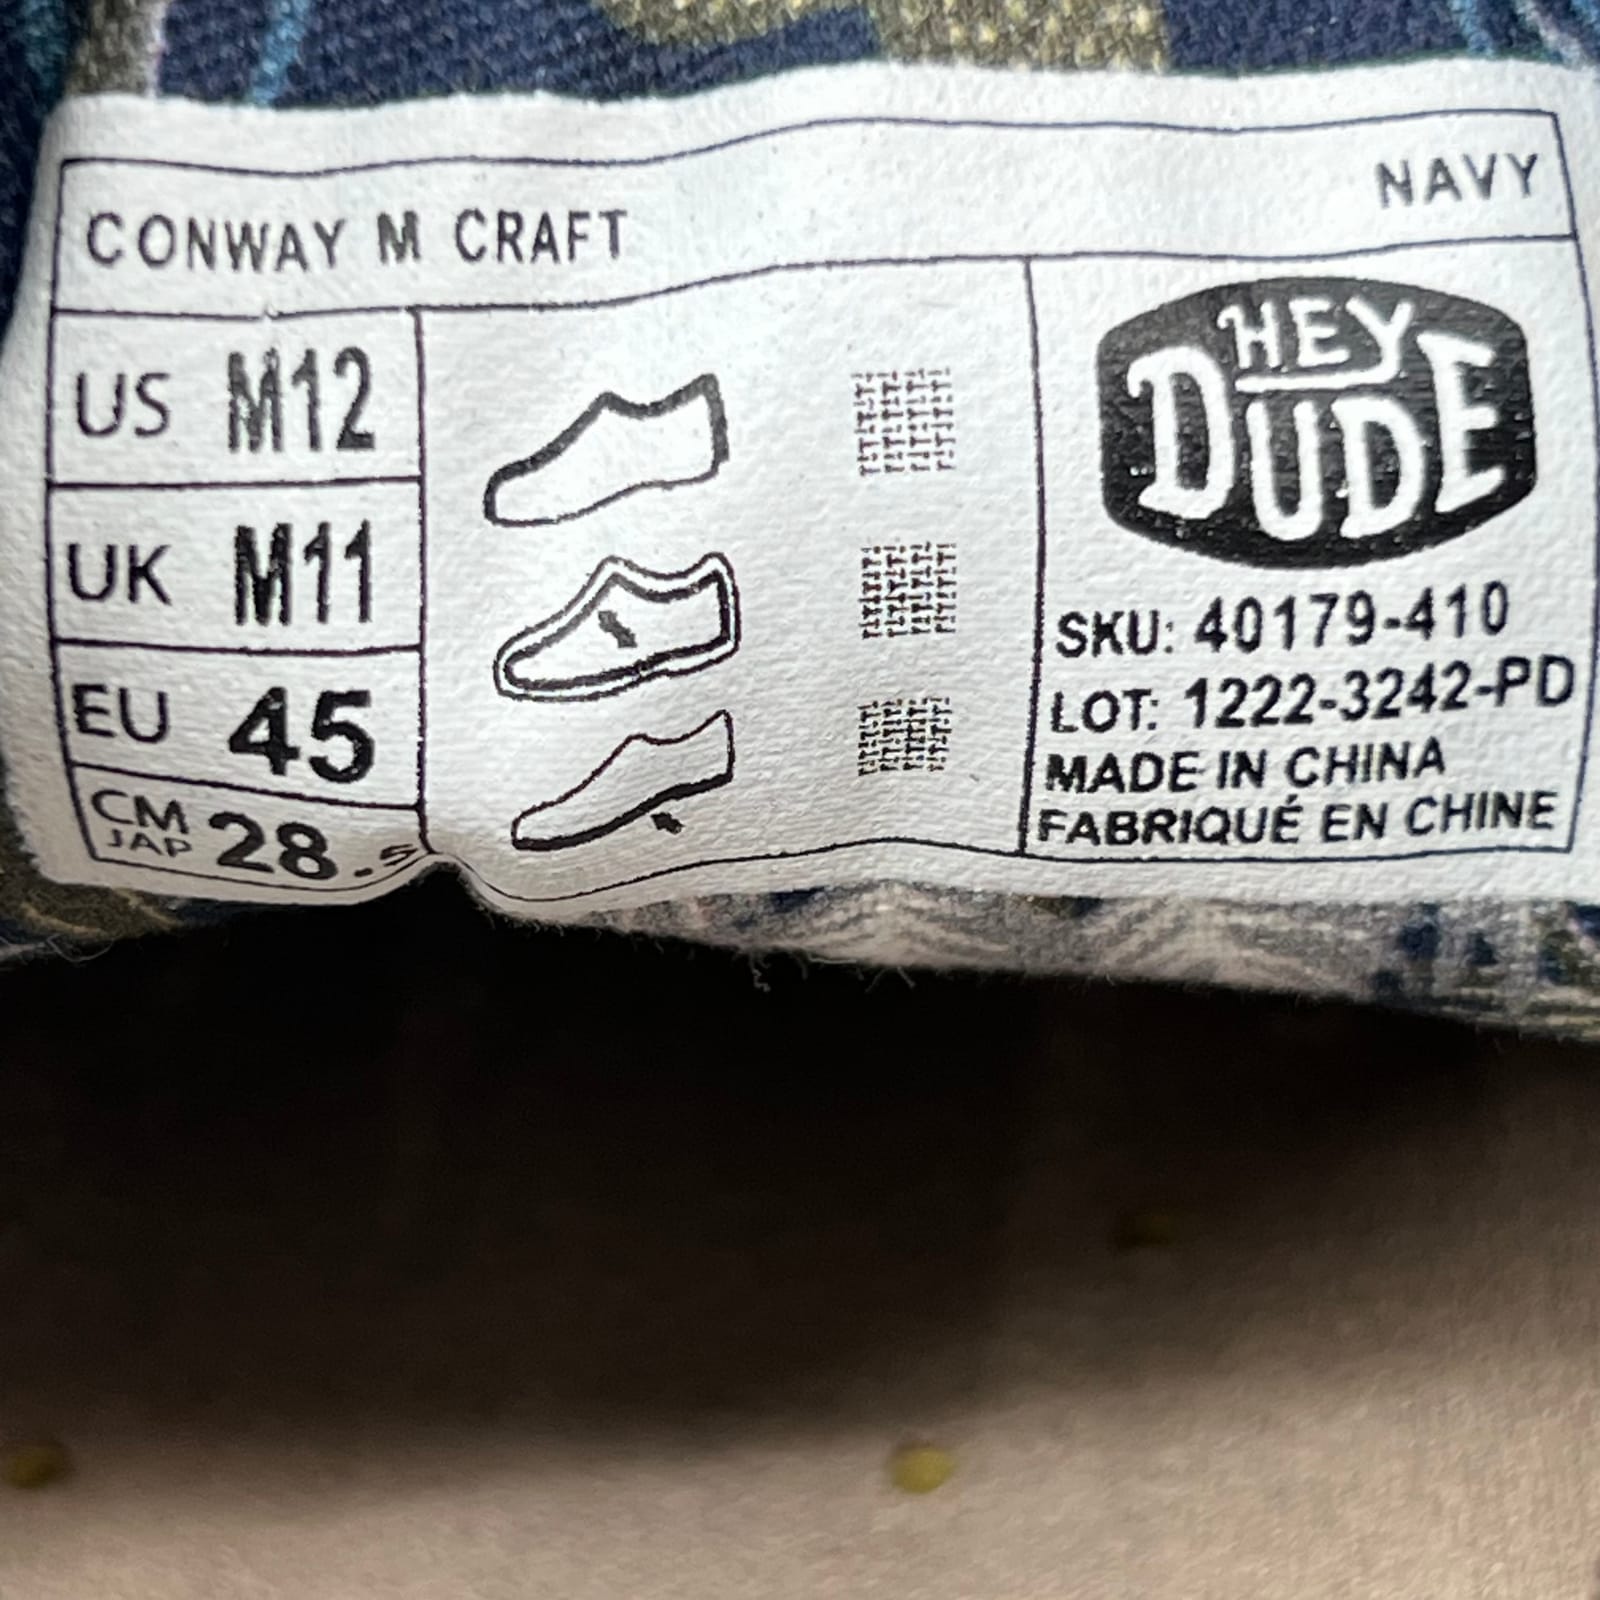 CONWAY M CRAFT NAVY
US M12
UK M11
EU 45
CM JAP 28.5
HEY
DUDE
SKU: 40179-410
LOT: 1222-3242-PD
MADE IN CHINA
FABRIQUÉ EN CHINE